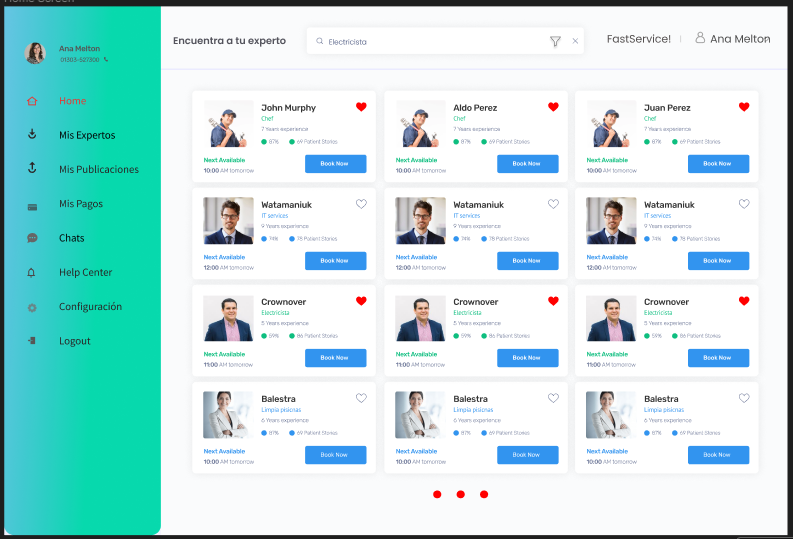 Home Screen
Ana Melton
01303-527300
Home
Mis Expertos
Mis Publicaciones
Mis Pagos
Chats
Help Center
Configuración
Logout
Encuentra a tu experto
Electricista
FastService!
Ana Melton
John Murphy
Chef
7 Years experience
87% 69 Patient Stories
Next Available
10:00 AM tomorrow
Book Now
Aldo Perez
Chef
7 Years experience
87% 69 Patient Stories
Next Available
10:00 AM tomorrow
Book Now
Juan Perez
Chef
7 Years experience
87% 69 Patient Stories
Next Available
10:00 AM tomorrow
Book Now
Watamaniuk
IT services
9 Years experience
74% 78 Patient Stories
Next Available
12:00 AM tomorrow
Book Now
Watamaniuk
IT services
9 Years experience
74% 78 Patient Stories
Next Available
12:00 AM tomorrow
Book Now
Watamaniuk
IT services
9 Years experience
74% 78 Patient Stories
Next Available
12:00 AM tomorrow
Book Now
Crownover
Electricista
5 Years experience
59% 86 Patient Stories
Next Available
11:00 AM tomorrow
Book Now
Crownover
Electricista
5 Years experience
59% 86 Patient Stories
Next Available
11:00 AM tomorrow
Book Now
Crownover
Electricista
5 Years experience
59% 86 Patient Stories
Next Available
11:00 AM tomorrow
Book Now
Balestra
Limpia pisicnas
6 Years experience
87% 69 Patient Stories
Next Available
10:00 AM tomorrow
Book Now
Balestra
Limpia pisicnas
6 Years experience
87% 69 Patient Stories
Next Available
10:00 AM tomorrow
Book Now
Balestra
Limpia pisicnas
6 Years experience
87% 69 Patient Stories
Next Available
10:00 AM tomorrow
Book Now